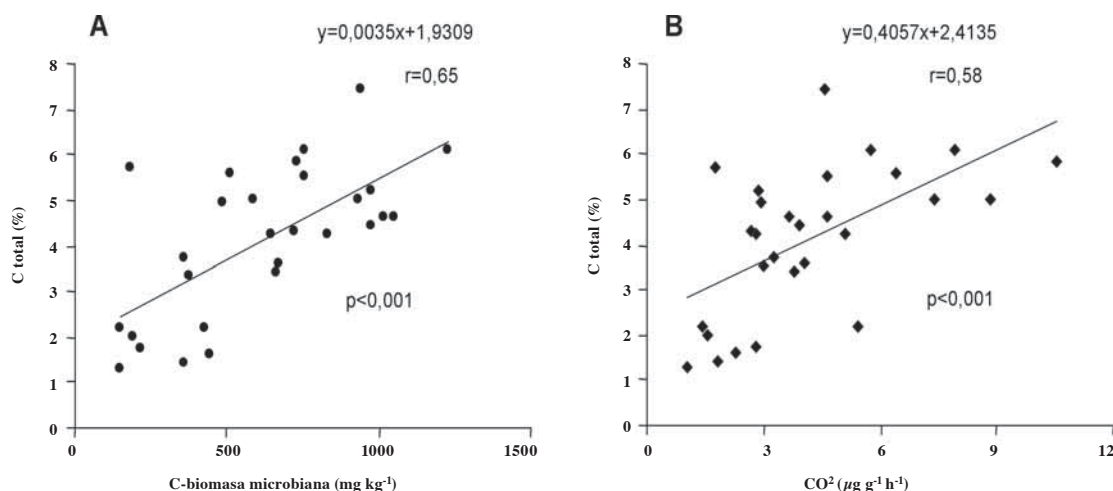 A
y=0,0035x+1,9309
r=0,65
8
7
6
5
4
3
2
1
0
C total (%)
p<0,001
0
500
1000
1500
C-biomasa microbiana (mg kg⁻¹)
B
y=0,4057x+2,4135
r=0,58
8
7
6
5
4
3
2
1
0
C total (%)
p<0,001
0
3
6
9
12
CO² (µg g⁻¹ h⁻¹)